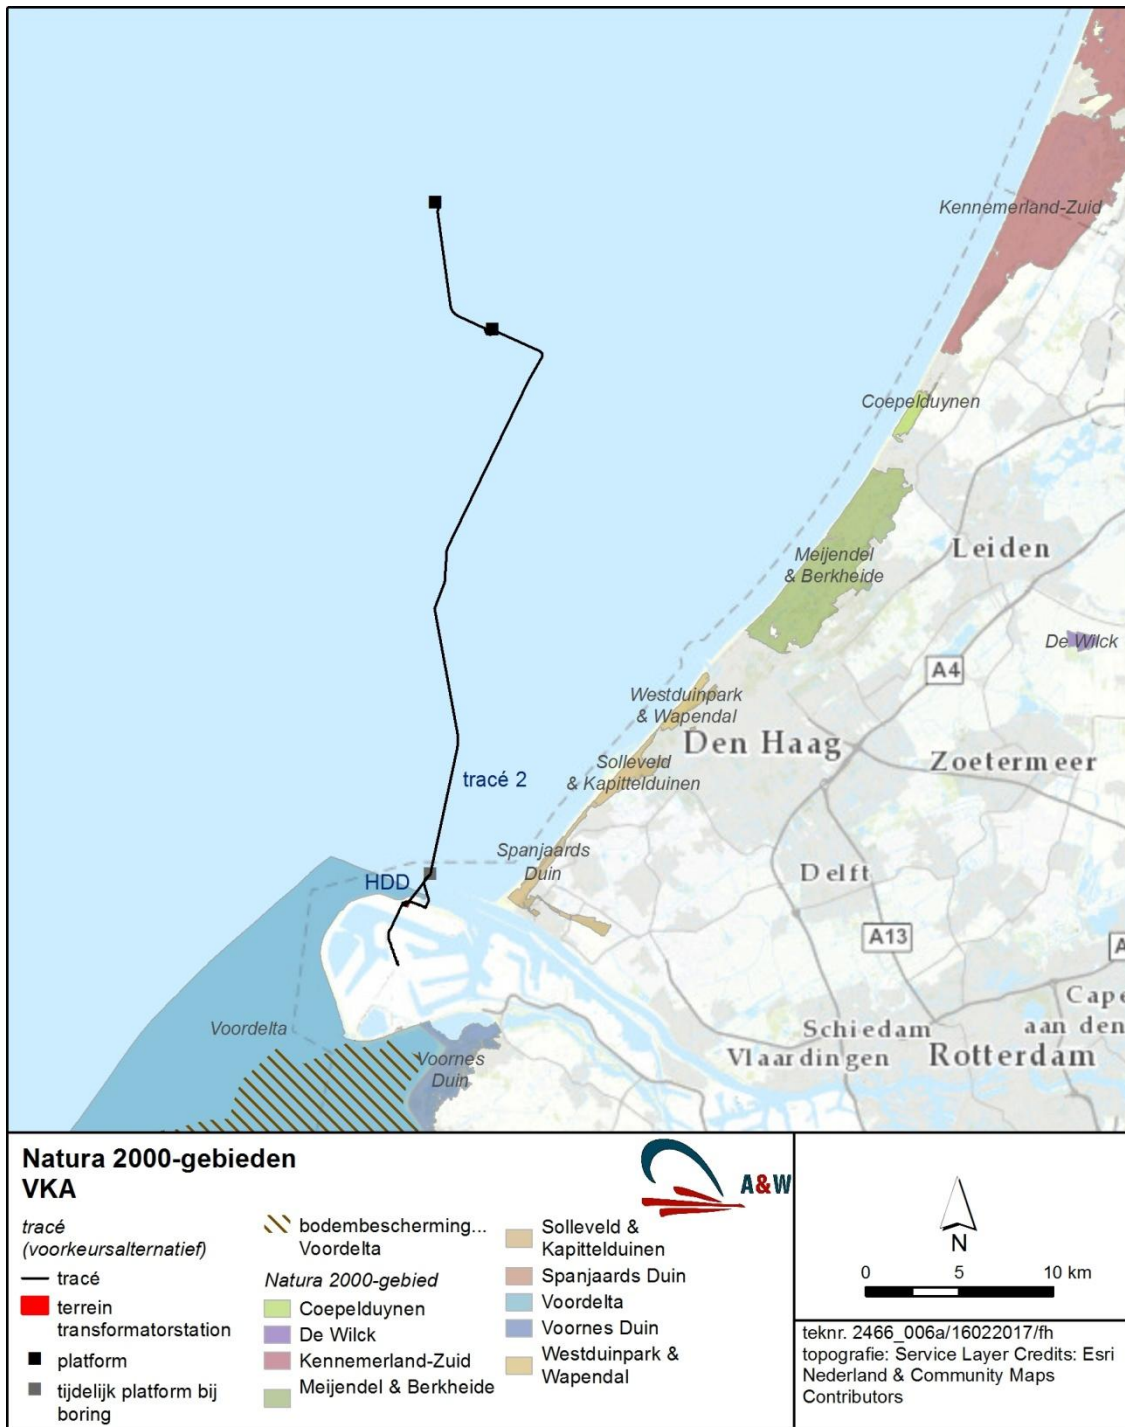 Kennemerland-Zuid
Coepelduynen
Meijendel
& Berkheide
Leiden
De Wilck
A4
Westduinpark
& Wapendal
Den Haag
Zoetermeer
Solleveld
& Kapittelduinen
tracé 2
Spanjaards
Duin
HDD
Delft
A13
A
Voordelta
Voornes
Duin
Schiedam
Vlaardingen
Rotterdam
Cape
aan den
Natura 2000-gebieden
VKA
tracé
(voorkeursalternatief)
tracé
terrein
transformatorstation
platform
tijdelijk platform bij
boring
bodembescherming...
Voordelta
Natura 2000-gebied
Coepelduynen
De Wilck
Kennemerland-Zuid
Meijendel & Berkheide
Solleveld &
Kapittelduinen
Spanjaards Duin
Voordelta
Voornes Duin
Westduinpark &
Wapendal
A&W
N
0 5 10 km
teknr. 2466_006a/16022017/fh
topografie: Service Layer Credits: Esri
Nederland & Community Maps
Contributors